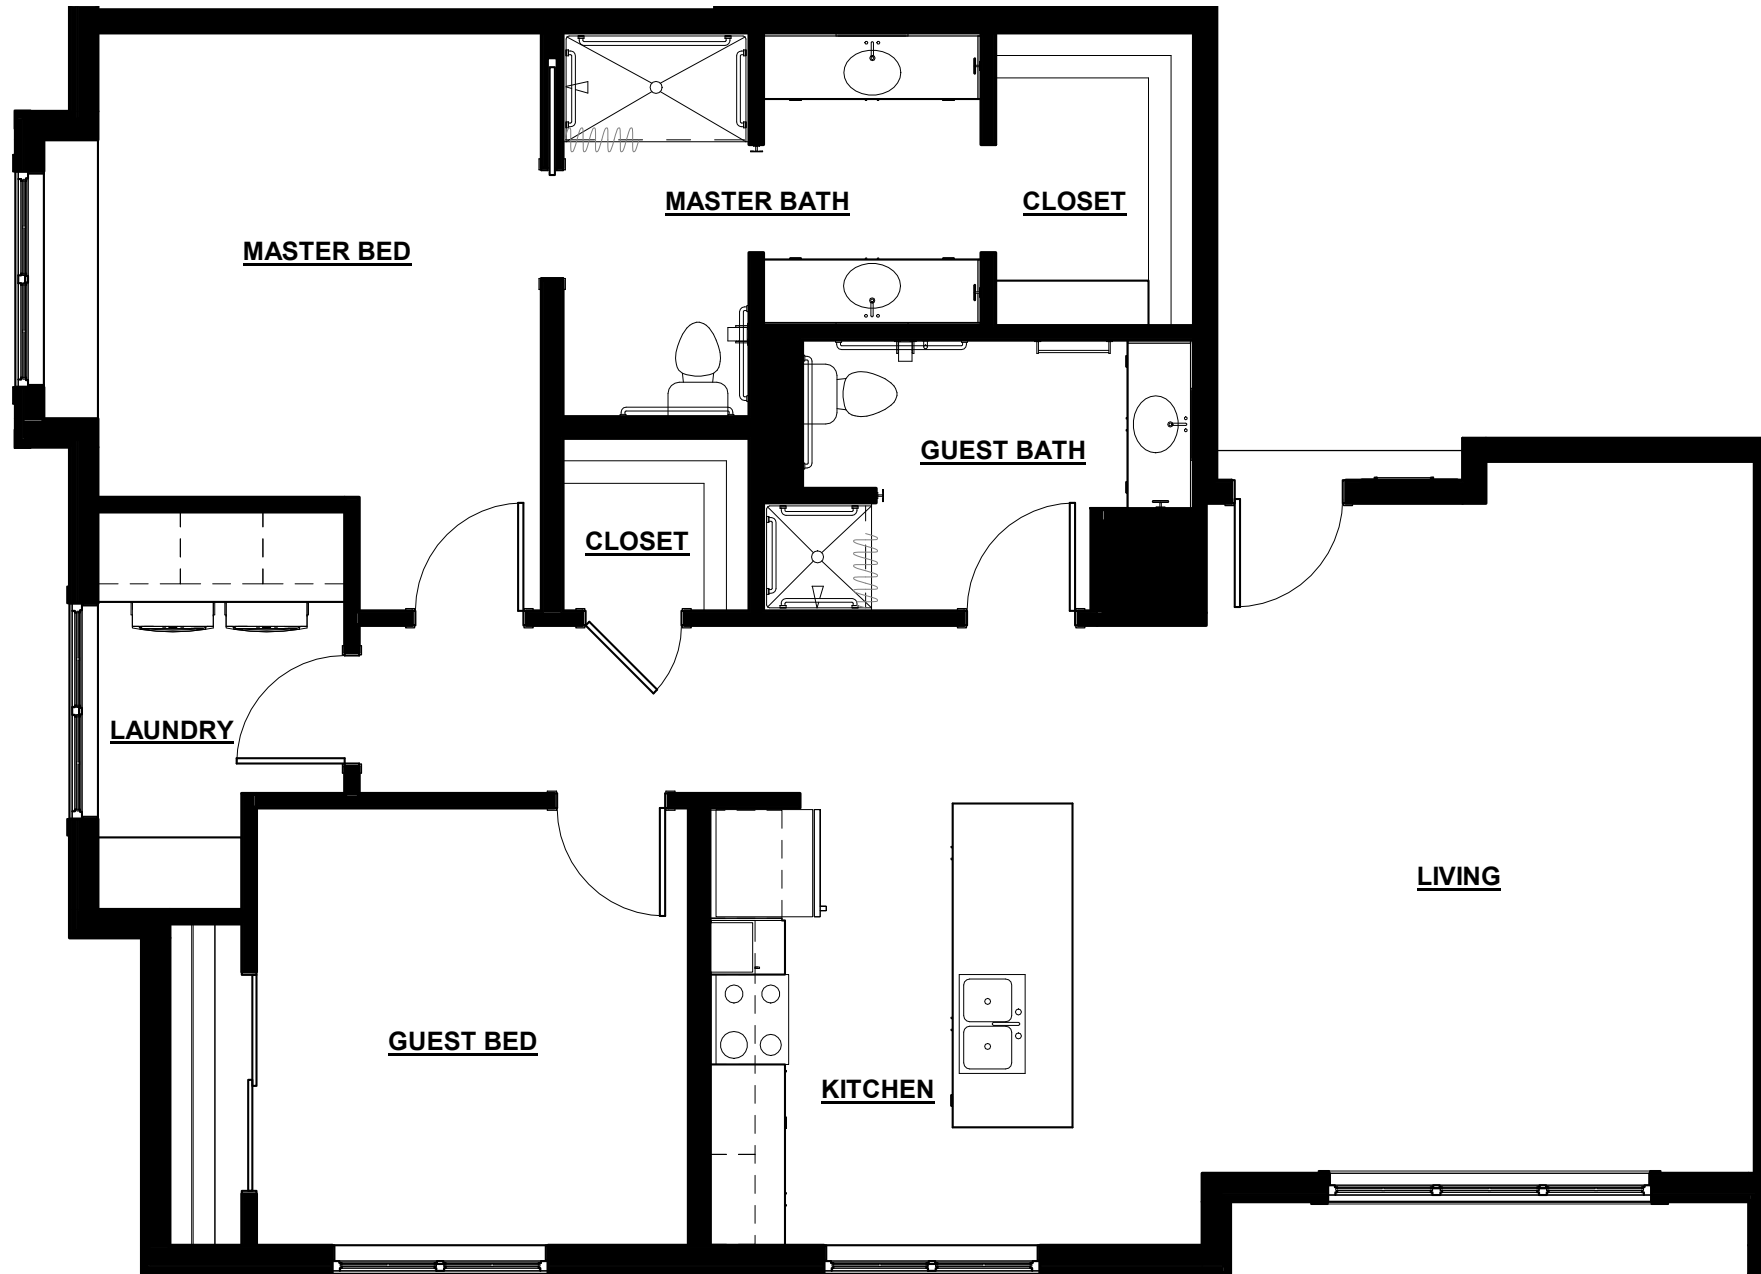 MASTER BATH
CLOSET
MASTER BED
GUEST BATH
CLOSET
LAUNDRY
LIVING
GUEST BED
KITCHEN